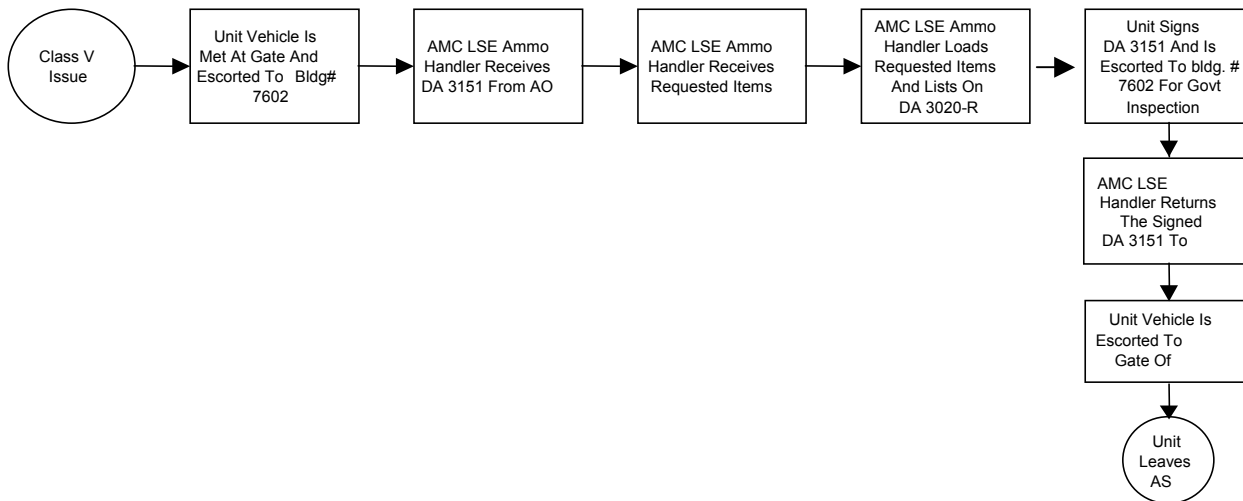 Class V
Issue
Unit Vehicle Is
Met At Gate And
Escorted To Bldg#
7602
AMC LSE Ammo
Handler Receives
DA 3151 From AO
AMC LSE Ammo
Handler Receives
Requested Items
AMC LSE Ammo
Handler Loads
Requested Items
And Lists On
DA 3020-R
Unit Signs
DA 3151 And Is
Escorted To bldg. #
7602 For Govt
Inspection
AMC LSE
Handler Returns
The Signed
DA 3151 To
Unit Vehicle Is
Escorted To
Gate Of
Unit
Leaves
AS